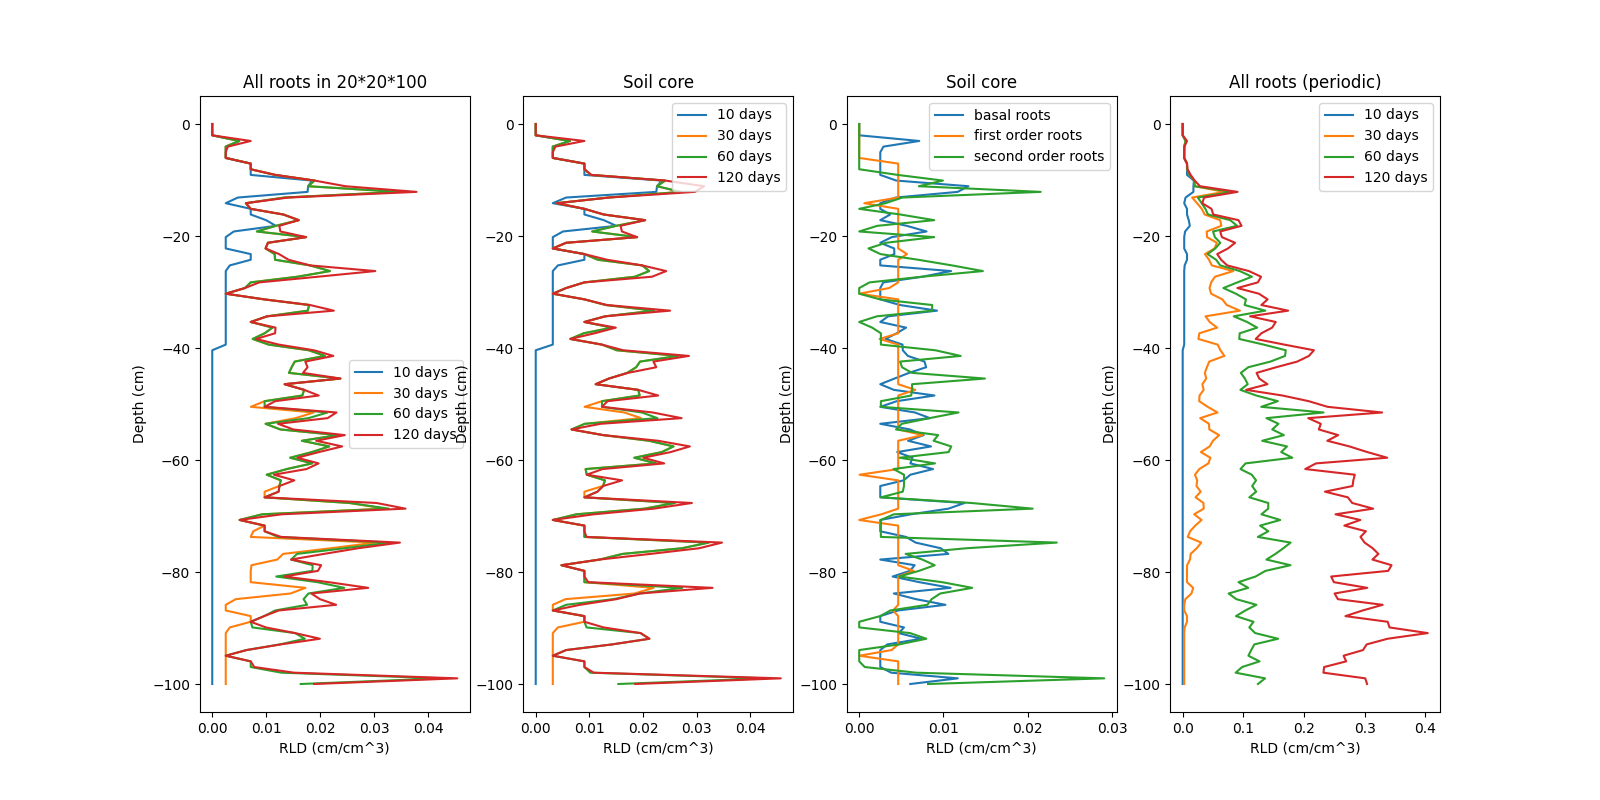 All roots in 20*20*100
0
−20
−40
−60
−80
−100
Depth (cm)
10 days
30 days
60 days
120 days
0.00 0.01 0.02 0.03 0.04
RLD (cm/cm^3)
Soil core
0
−20
−40
−60
−80
−100
Depth (cm)
10 days
30 days
60 days
120 days
0.00 0.01 0.02 0.03 0.04
RLD (cm/cm^3)
Soil core
0
−20
−40
−60
−80
−100
Depth (cm)
basal roots
first order roots
second order roots
0.00 0.01 0.02 0.03
RLD (cm/cm^3)
All roots (periodic)
0
−20
−40
−60
−80
−100
Depth (cm)
10 days
30 days
60 days
120 days
0.0 0.1 0.2 0.3 0.4
RLD (cm/cm^3)